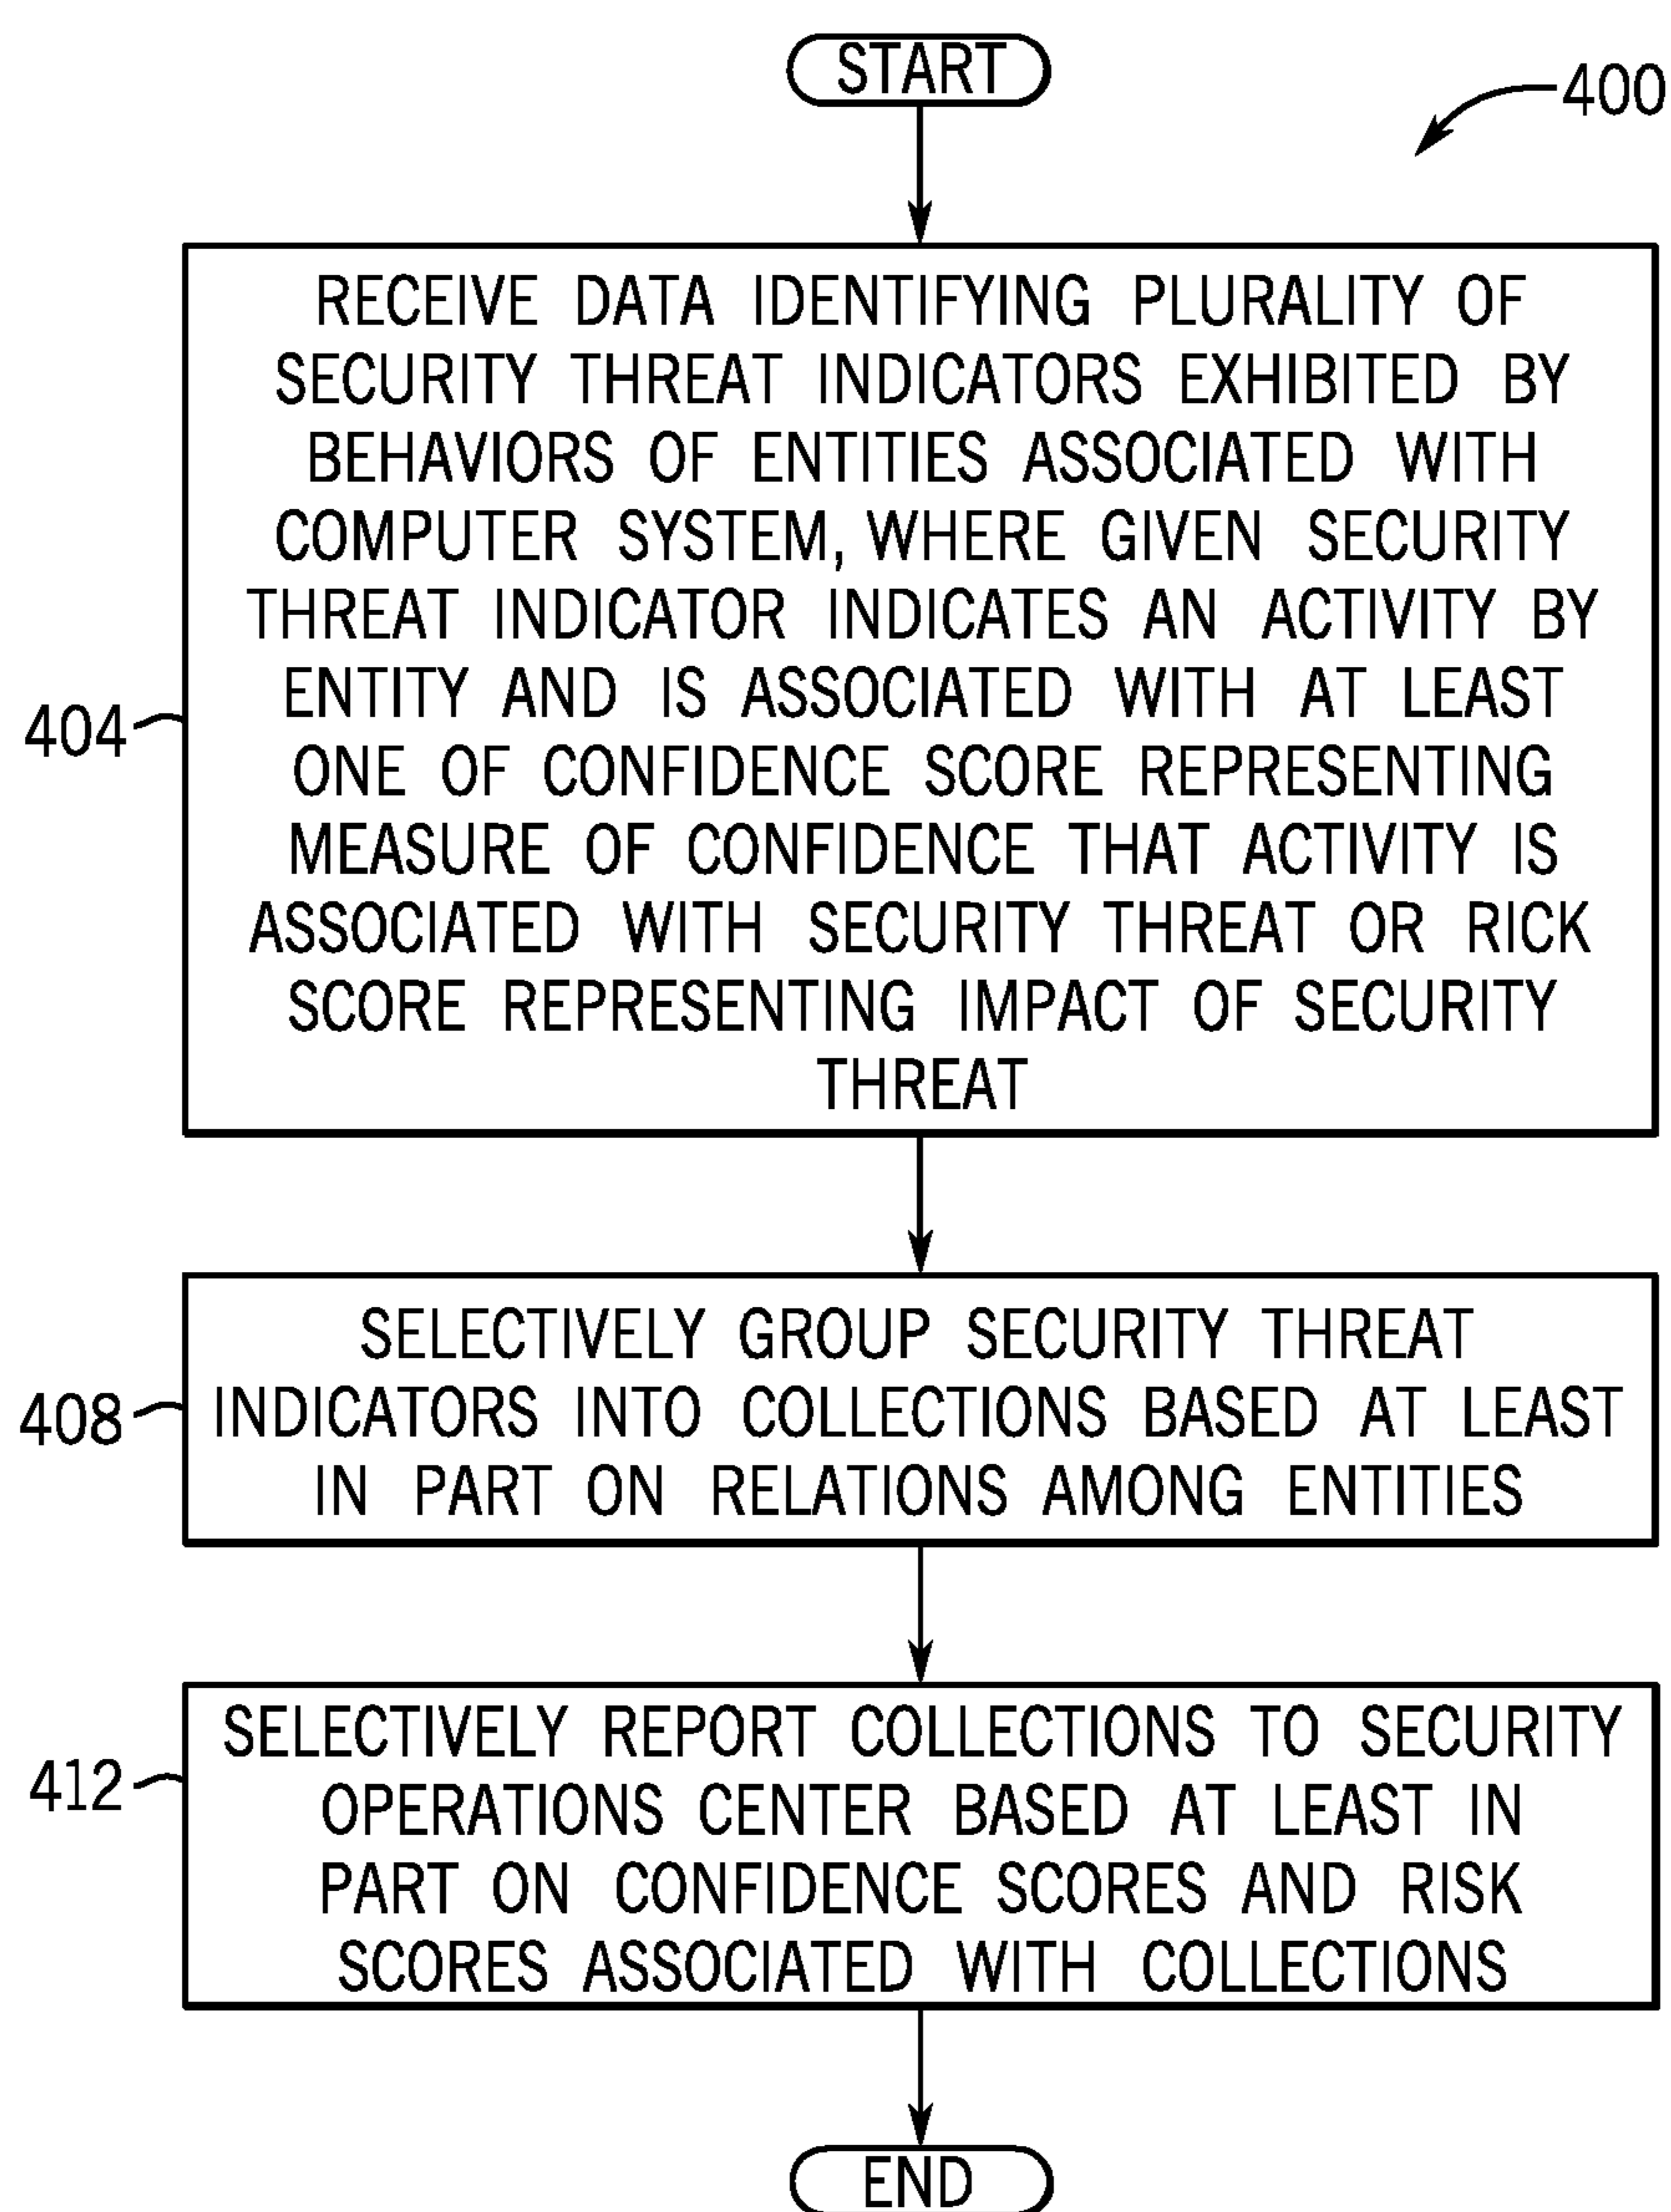 START
400
RECEIVE DATA IDENTIFYING PLURALITY OF
SECURITY THREAT INDICATORS EXHIBITED BY
BEHAVIORS OF ENTITIES ASSOCIATED WITH
COMPUTER SYSTEM, WHERE GIVEN SECURITY
THREAT INDICATOR INDICATES AN ACTIVITY BY
ENTITY AND IS ASSOCIATED WITH AT LEAST
ONE OF CONFIDENCE SCORE REPRESENTING
MEASURE OF CONFIDENCE THAT ACTIVITY IS
ASSOCIATED WITH SECURITY THREAT OR RICK
SCORE REPRESENTING IMPACT OF SECURITY
THREAT
404
SELECTIVELY GROUP SECURITY THREAT
INDICATORS INTO COLLECTIONS BASED AT LEAST
IN PART ON RELATIONS AMONG ENTITIES
408
SELECTIVELY REPORT COLLECTIONS TO SECURITY
OPERATIONS CENTER BASED AT LEAST IN
PART ON CONFIDENCE SCORES AND RISK
SCORES ASSOCIATED WITH COLLECTIONS
412
END